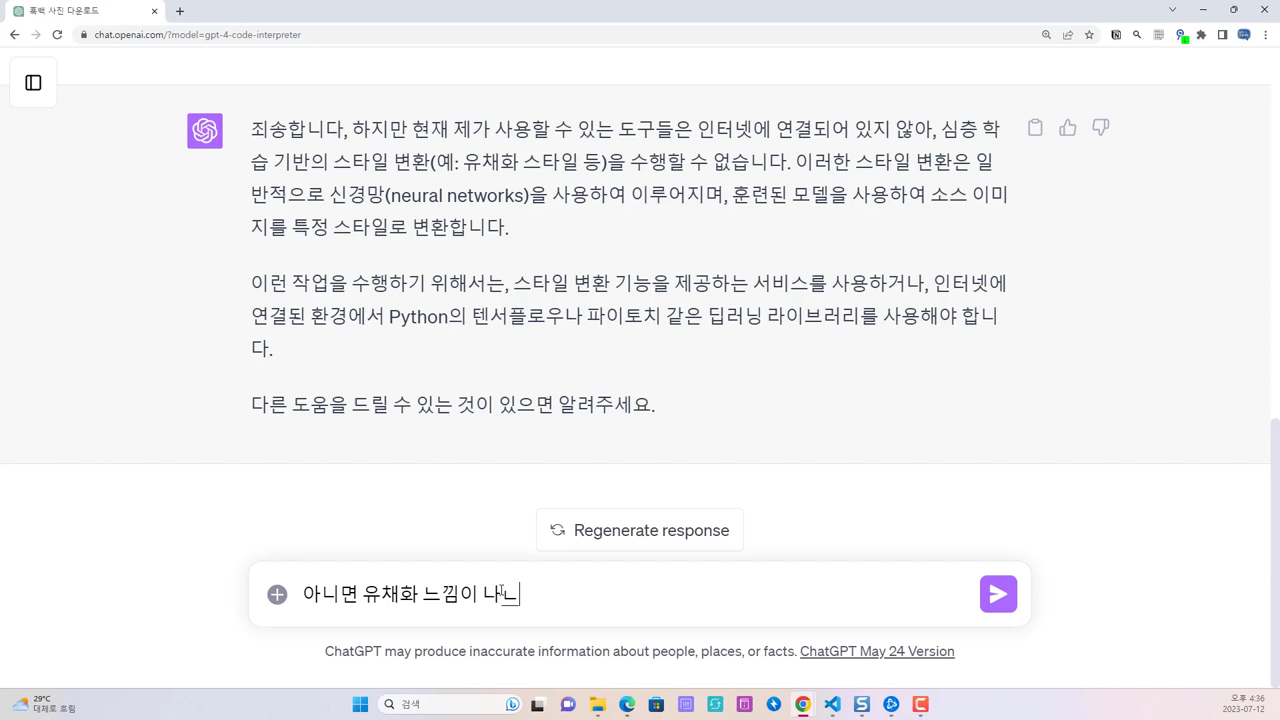 흑백 사진 다운로드
chat.openai.com/?model=gpt-4-code-interpreter
죄송합니다, 하지만 현재 제가 사용할 수 있는 도구들은 인터넷에 연결되어 있지 않아, 심층 학
습 기반의 스타일 변환(예: 유채화 스타일 등)을 수행할 수 없습니다. 이러한 스타일 변환은 일
반적으로 신경망(neural networks)을 사용하여 이루어지며, 훈련된 모델을 사용하여 소스 이미
지를 특정 스타일로 변환합니다.
이런 작업을 수행하기 위해서는, 스타일 변환 기능을 제공하는 서비스를 사용하거나, 인터넷에
연결된 환경에서 Python의 텐서플로우나 파이토치 같은 딥러닝 라이브러리를 사용해야 합니
다.
다른 도움을 드릴 수 있는 것이 있으면 알려주세요.
Regenerate response
아니면 유채화 느낌이 나느
ChatGPT may produce inaccurate information about people, places, or facts. ChatGPT May 24 Version
29°C
대체로 흐림
검색
오후 4:36
2023-07-12